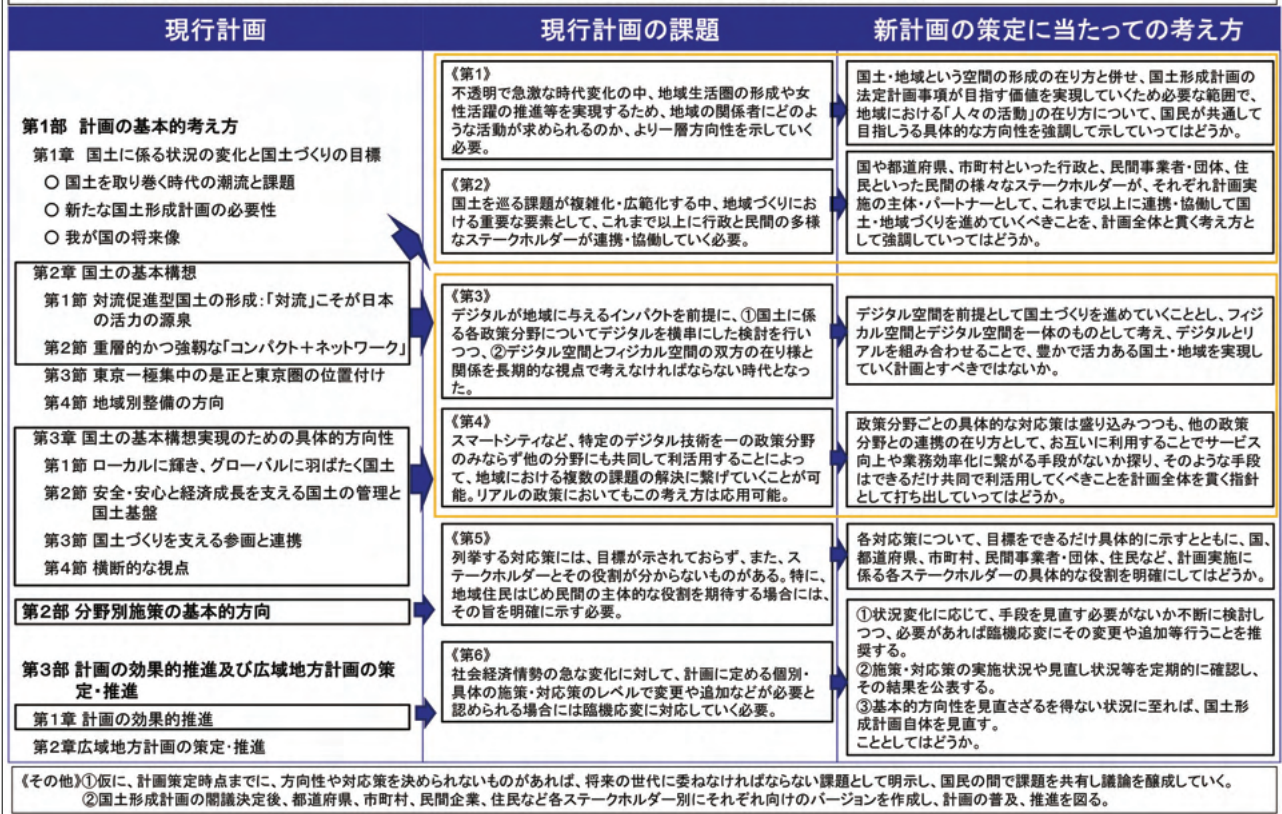 現行計画
現行計画の課題
新計画の策定に当たっての考え方
第1部 計画の基本的考え方
第1章 国土に係る状況の変化と国土づくりの目標
○ 国土を取り巻く時代の潮流と課題
○ 新たな国土形成計画の必要性
○ 我が国の将来像
第2章 国土の基本構想
第1節 対流促進型国土の形成:「対流」こそが日本
の活力の源泉
第2節 重層的かつ強靱な「コンパクト+ネットワーク」
第3節 東京一極集中の是正と東京圏の位置付け
第4節 地域別整備の方向
第3章 国土の基本構想実現のための具体的方向性
第1節 ローカルに輝き、グローバルに羽ばたく国土
第2節 安全・安心と経済成長を支える国土の管理と
国土基盤
第3節 国土づくりを支える参画と連携
第4節 横断的な視点
第2部 分野別施策の基本的方向
第3部 計画の効果的推進及び広域地方計画の策
定・推進
第1章 計画の効果的推進
第2章広域地方計画の策定・推進
《第1》
不透明で急激な時代変化の中、地域生活圏の形成や女
性活躍の推進等を実現するため、地域の関係者にどのよ
うな活動が求められるのか、より一層方向性を示していく
必要。
《第2》
国土を巡る課題が複雑化・広範化する中、地域づくりにお
ける重要な要素として、これまで以上に行政と民間の多様
なステークホルダーが連携・協働していく必要。
《第3》
デジタルが地域に与えるインパクトを前提に、①国土に係
る各政策分野についてデジタルを横串にした検討を行い
つつ、②デジタル空間とフィジカル空間の双方の在り様と
関係を長期的な視点で考えなければならない時代となっ
た。
《第4》
スマートシティなど、特定のデジタル技術を一の政策分野
のみならず他の分野にも共同して利活用することによっ
て、地域における複数の課題の解決に繋げていくことが可
能。リアルの政策においてもこの考え方は応用可能。
《第5》
列挙する対応策には、目標が示されておらず、また、ス
テークホルダーとその役割が分からないものがある。特に、
地域住民はじめ民間の主体的な役割を期待する場合には、
その旨を明確に示す必要。
《第6》
社会経済情勢の急な変化に対して、計画に定める個別・
具体の施策・対応策のレベルで変更や追加などが必要と
認められる場合には臨機応変に対応していく必要。
国土・地域という空間の形成の在り方と併せ、国土形成計画の
法定計画事項が目指す価値を実現していくため必要な範囲で、
地域における「人々の活動」の在り方について、国民が共通して
目指しうる具体的な方向性を強調して示していってはどうか。
国や都道府県、市町村といった行政と、民間事業者・団体、住
民といった民間の様々なステークホルダーが、それぞれ計画実
施の主体・パートナーとして、これまで以上に連携・協働して国
土・地域づくりを進めていくべきことを、計画全体と貫く考え方と
して強調していってはどうか。
デジタル空間を前提として国土づくりを進めていくこととし、フィジ
カル空間とデジタル空間を一体のものとして考え、デジタルとリ
アルを組み合わせることで、豊かで活力ある国土・地域を実現し
ていく計画とすべきではないか。
政策分野ごとの具体的な対応策は盛り込みつつも、他の政策
分野との連携の在り方として、お互いに利用することでサービス
向上や業務効率化に繋がる手段がないか探り、そのような手段
はできるだけ共同で利活用してくべきことを計画全体を貫く指針
として打ち出していってはどうか。
各対応策について、目標をできるだけ具体的に示すとともに、国、
都道府県、市町村、民間事業者・団体、住民など、計画実施に
係る各ステークホルダーの具体的な役割を明確にしてはどうか。
①状況変化に応じて、手段を見直す必要がないか不断に検討し
つつ、必要があれば臨機応変にその変更や追加等行うことを推
奨する。
②施策・対応策の実施状況や見直し状況等を定期的に確認し、
その結果を公表する。
③基本的方向性を見直さざるを得ない状況に至れば、国土形
成計画自体を見直す。
こととしてはどうか。
《その他》①仮に、計画策定時点までに、方向性や対応策を決められないものがあれば、将来の世代に委ねなければならない課題として明示し、国民の間で課題を共有し議論を醸成していく。
②国土形成計画の閣議決定後、都道府県、市町村、民間企業、住民など各ステークホルダー別にそれぞれ向けのバージョンを作成し、計画の普及、推進を図る。